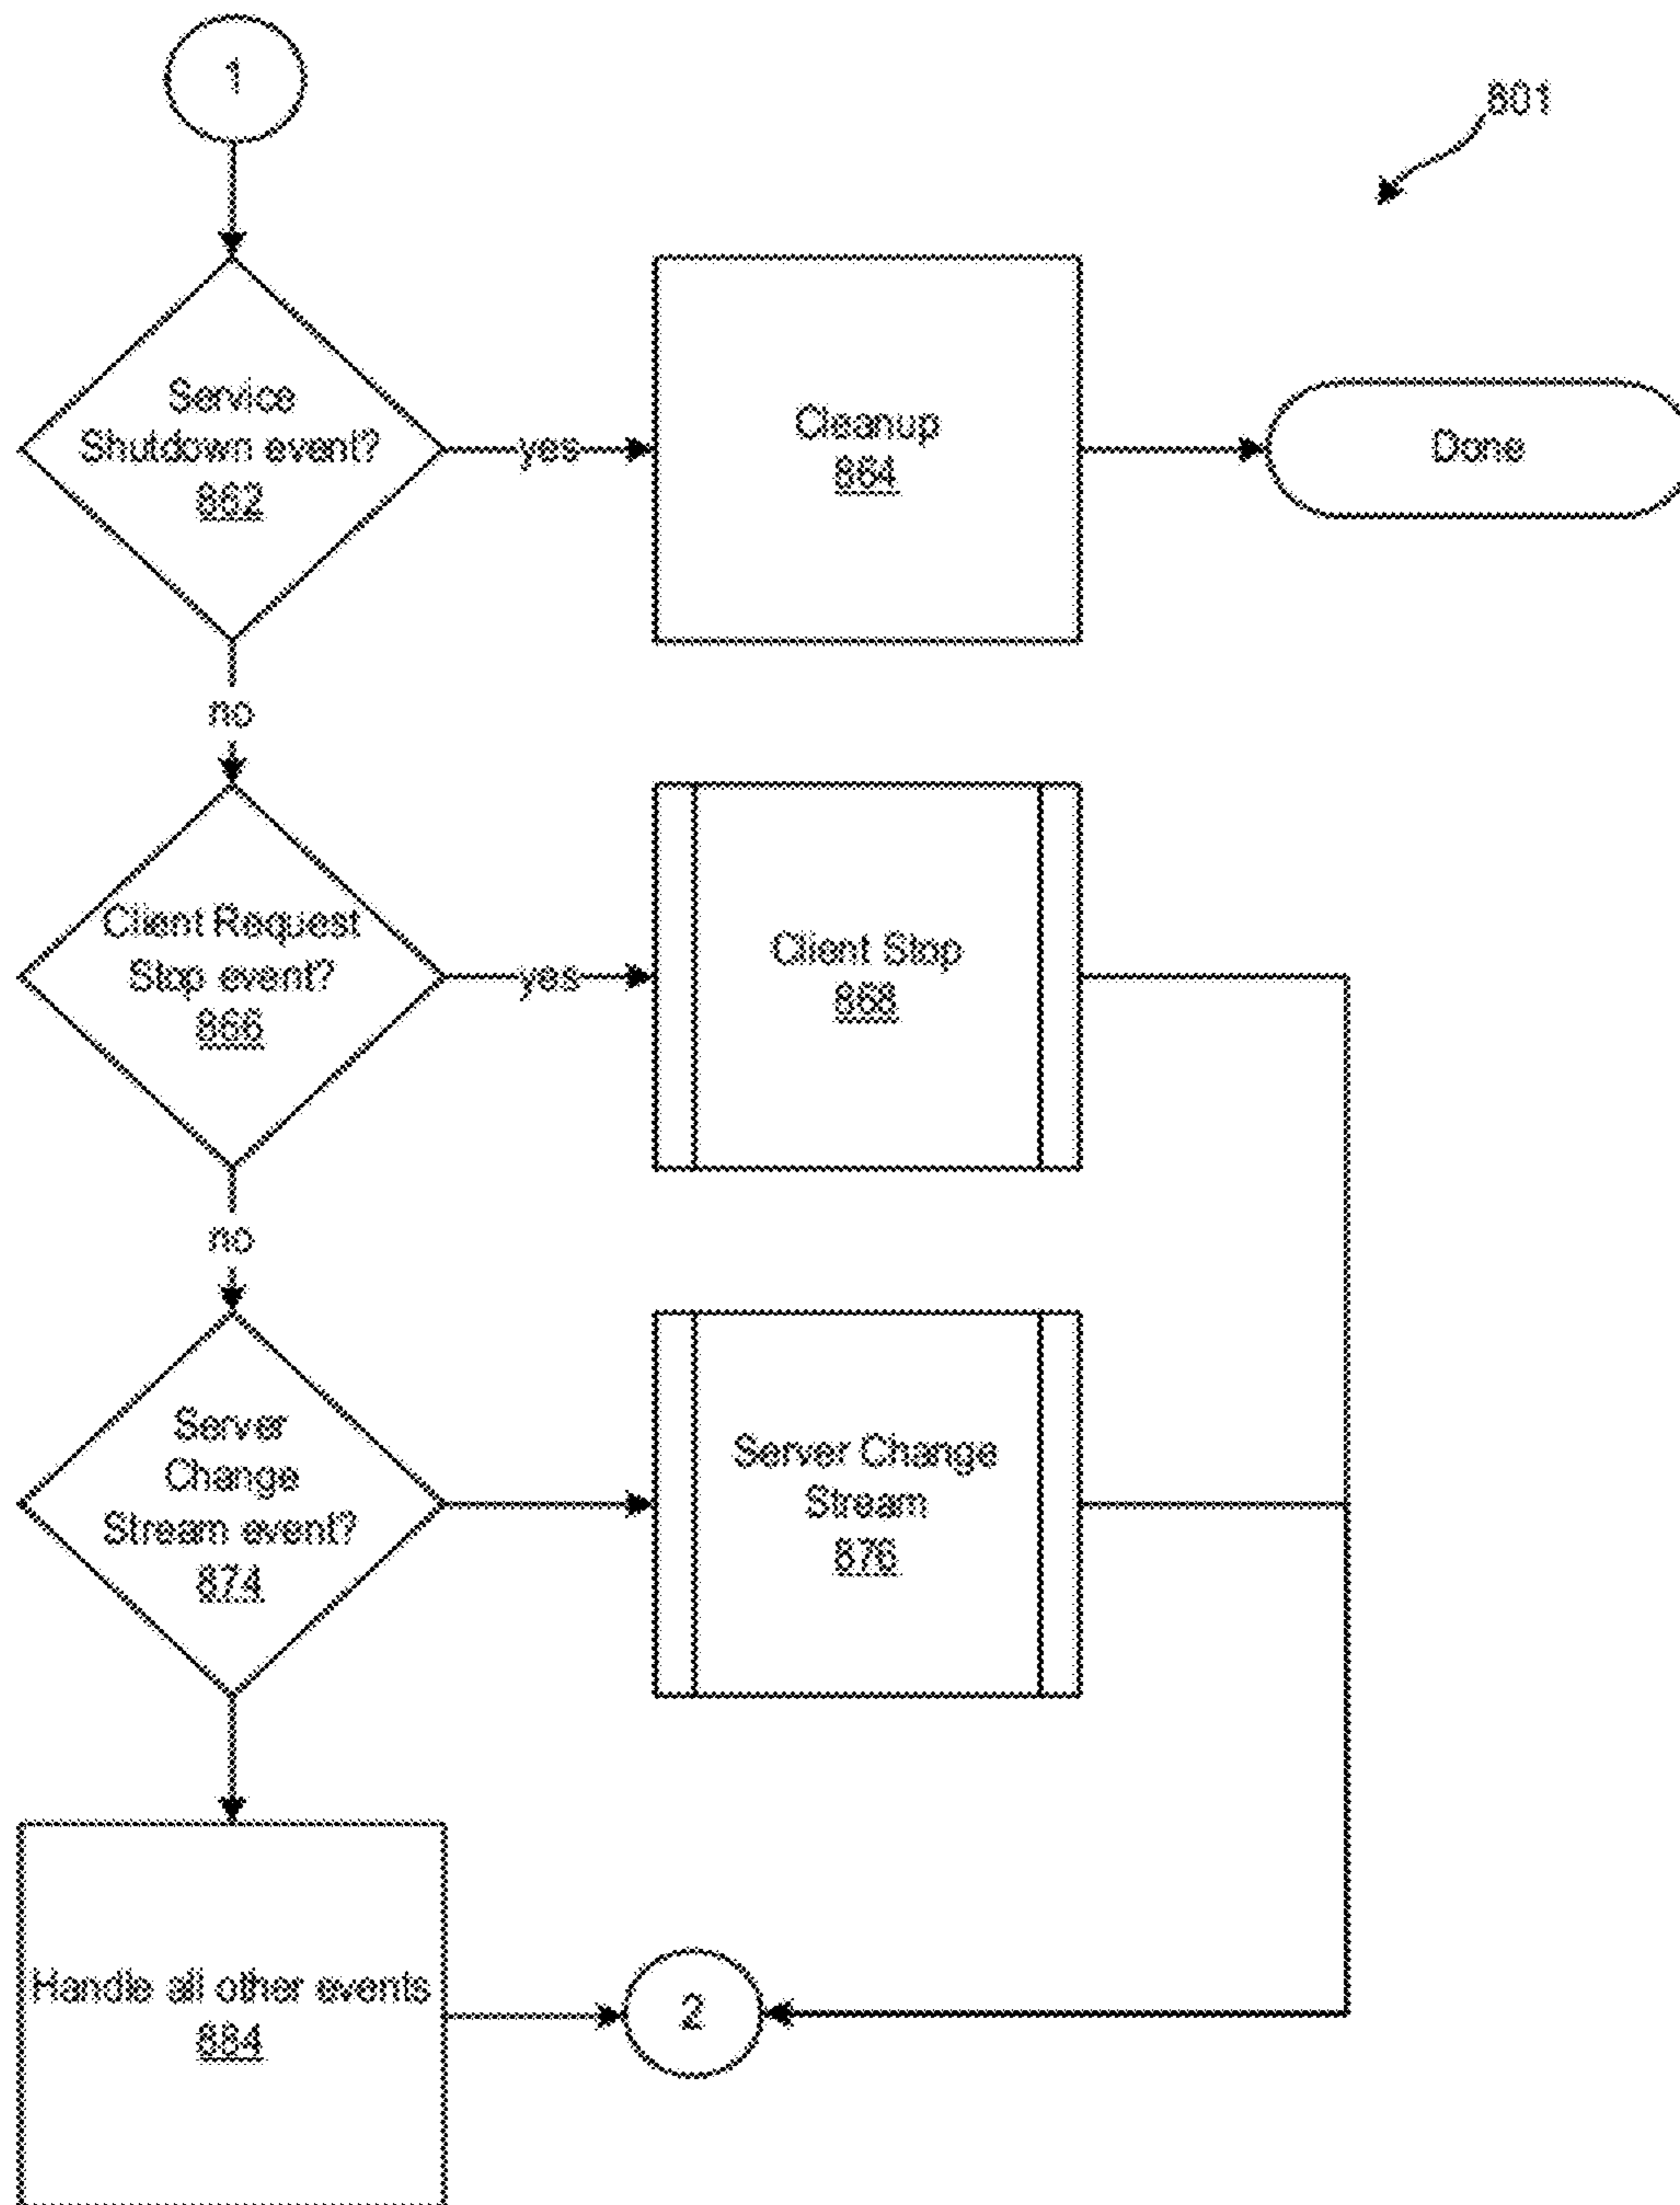 1
801
Service
Shutdown event?
862
yes
Cleanup
864
Done
no
Client Request
Stop event?
866
yes
Client Stop
868
no
Server
Change
Stream event?
874
Server Change
Stream
876
Handle all other events
884
2